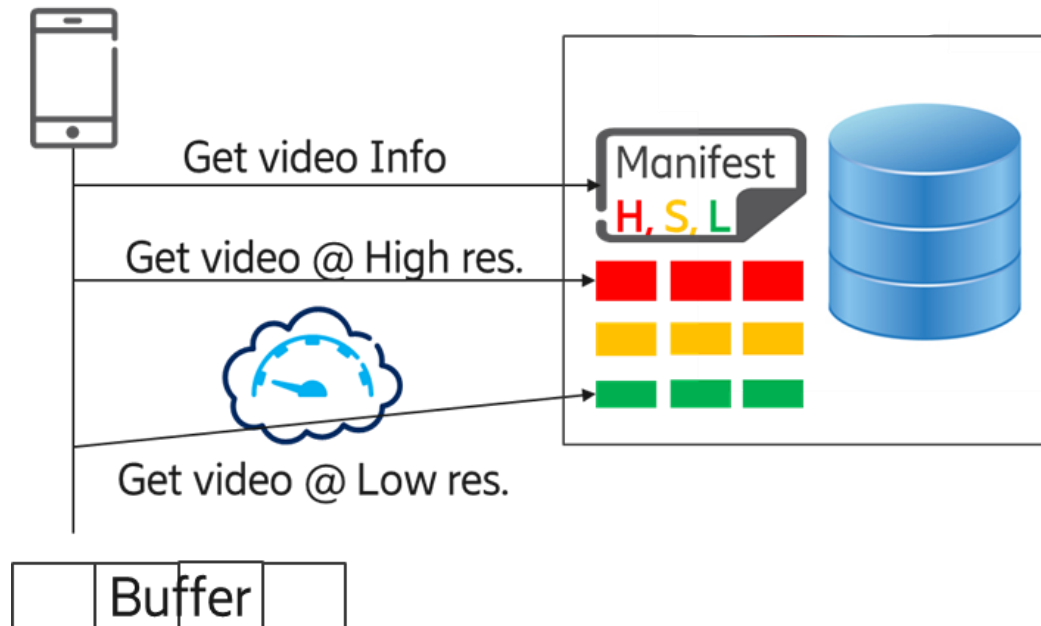 Get video Info
Manifest
H, S, L
Get video @ High res.
Get video @ Low res.
Buffer